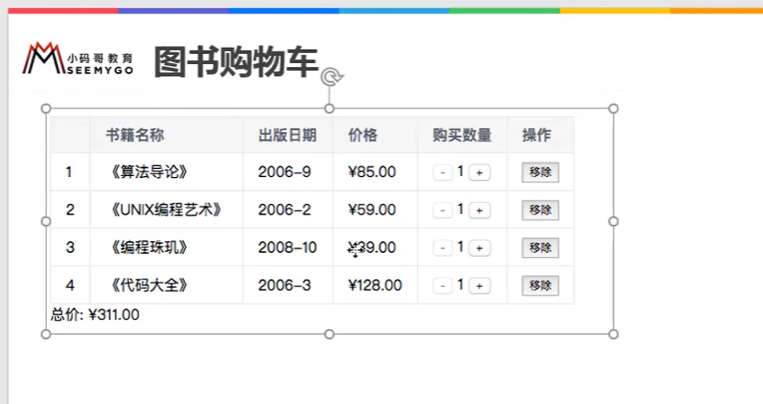 小码哥教育
SEEMYGO
图书购物车
书籍名称 出版日期 价格 购买数量 操作
1 《算法导论》 2006-9 ¥85.00 - 1 + 移除
2 《UNIX编程艺术》 2006-2 ¥59.00 - 1 + 移除
3 《编程珠玑》 2008-10 ¥39.00 - 1 + 移除
4 《代码大全》 2006-3 ¥128.00 - 1 + 移除
总价: ¥311.00